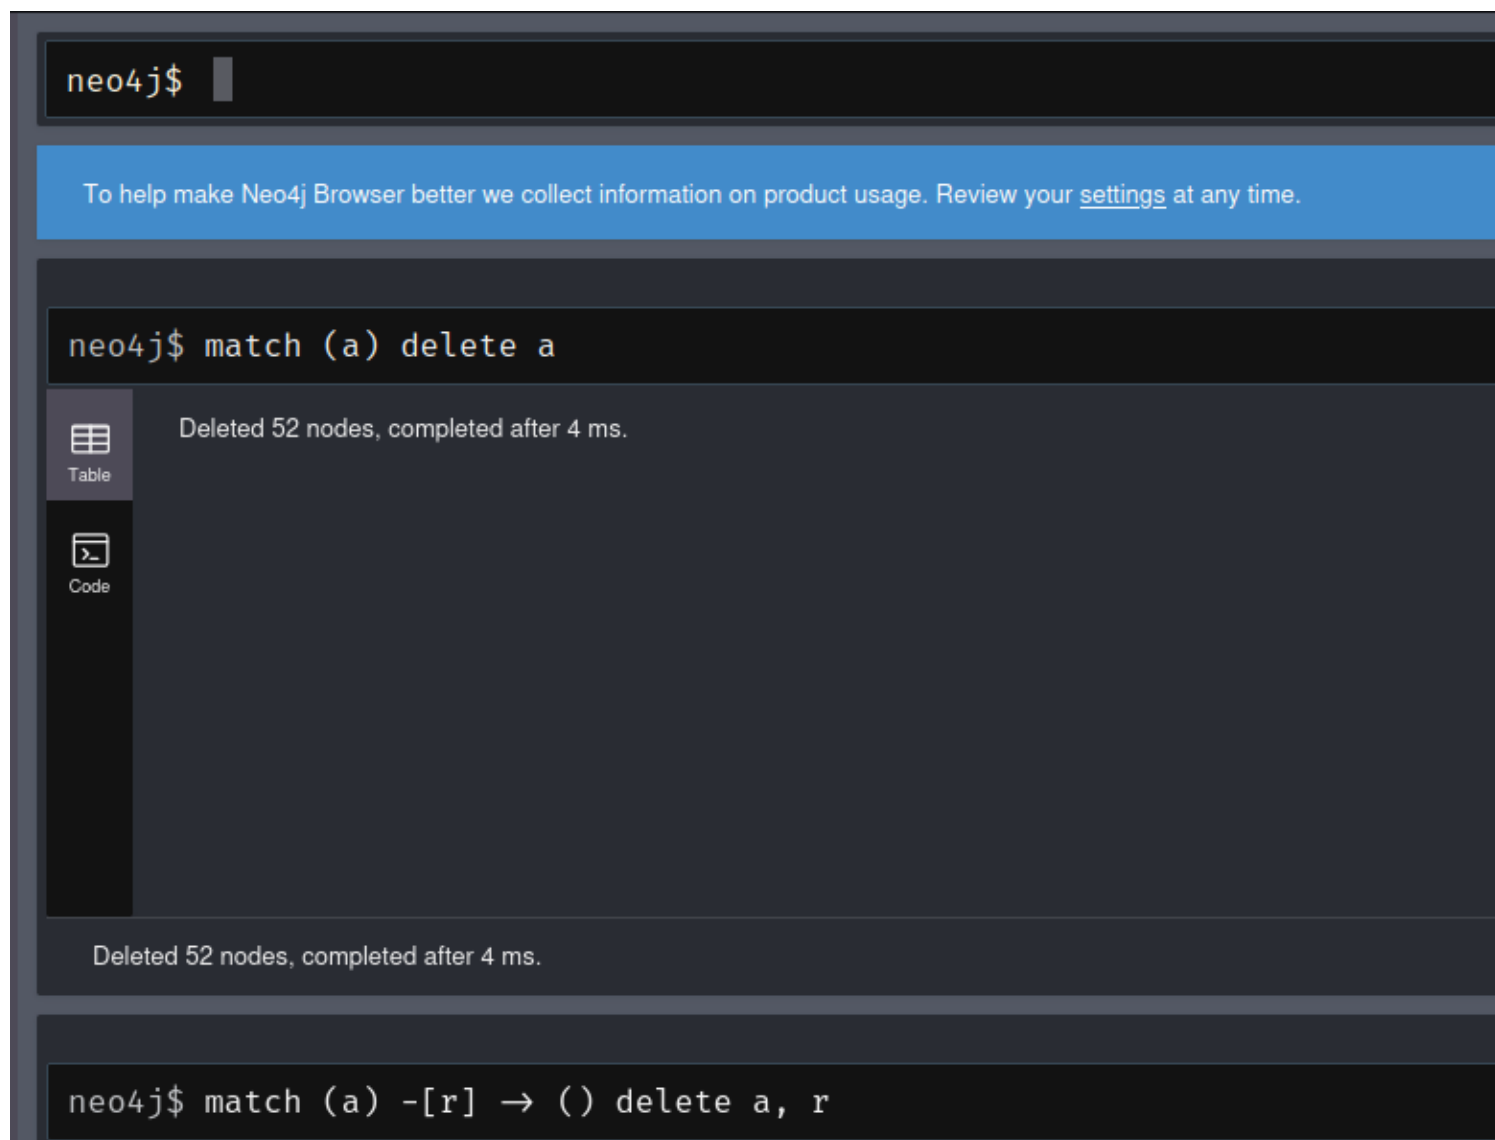 neo4j$
To help make Neo4j Browser better we collect information on product usage. Review your settings at any time.
neo4j$ match (a) delete a
Deleted 52 nodes, completed after 4 ms.
Table
Code
Deleted 52 nodes, completed after 4 ms.
neo4j$ match (a) -[r] → () delete a, r